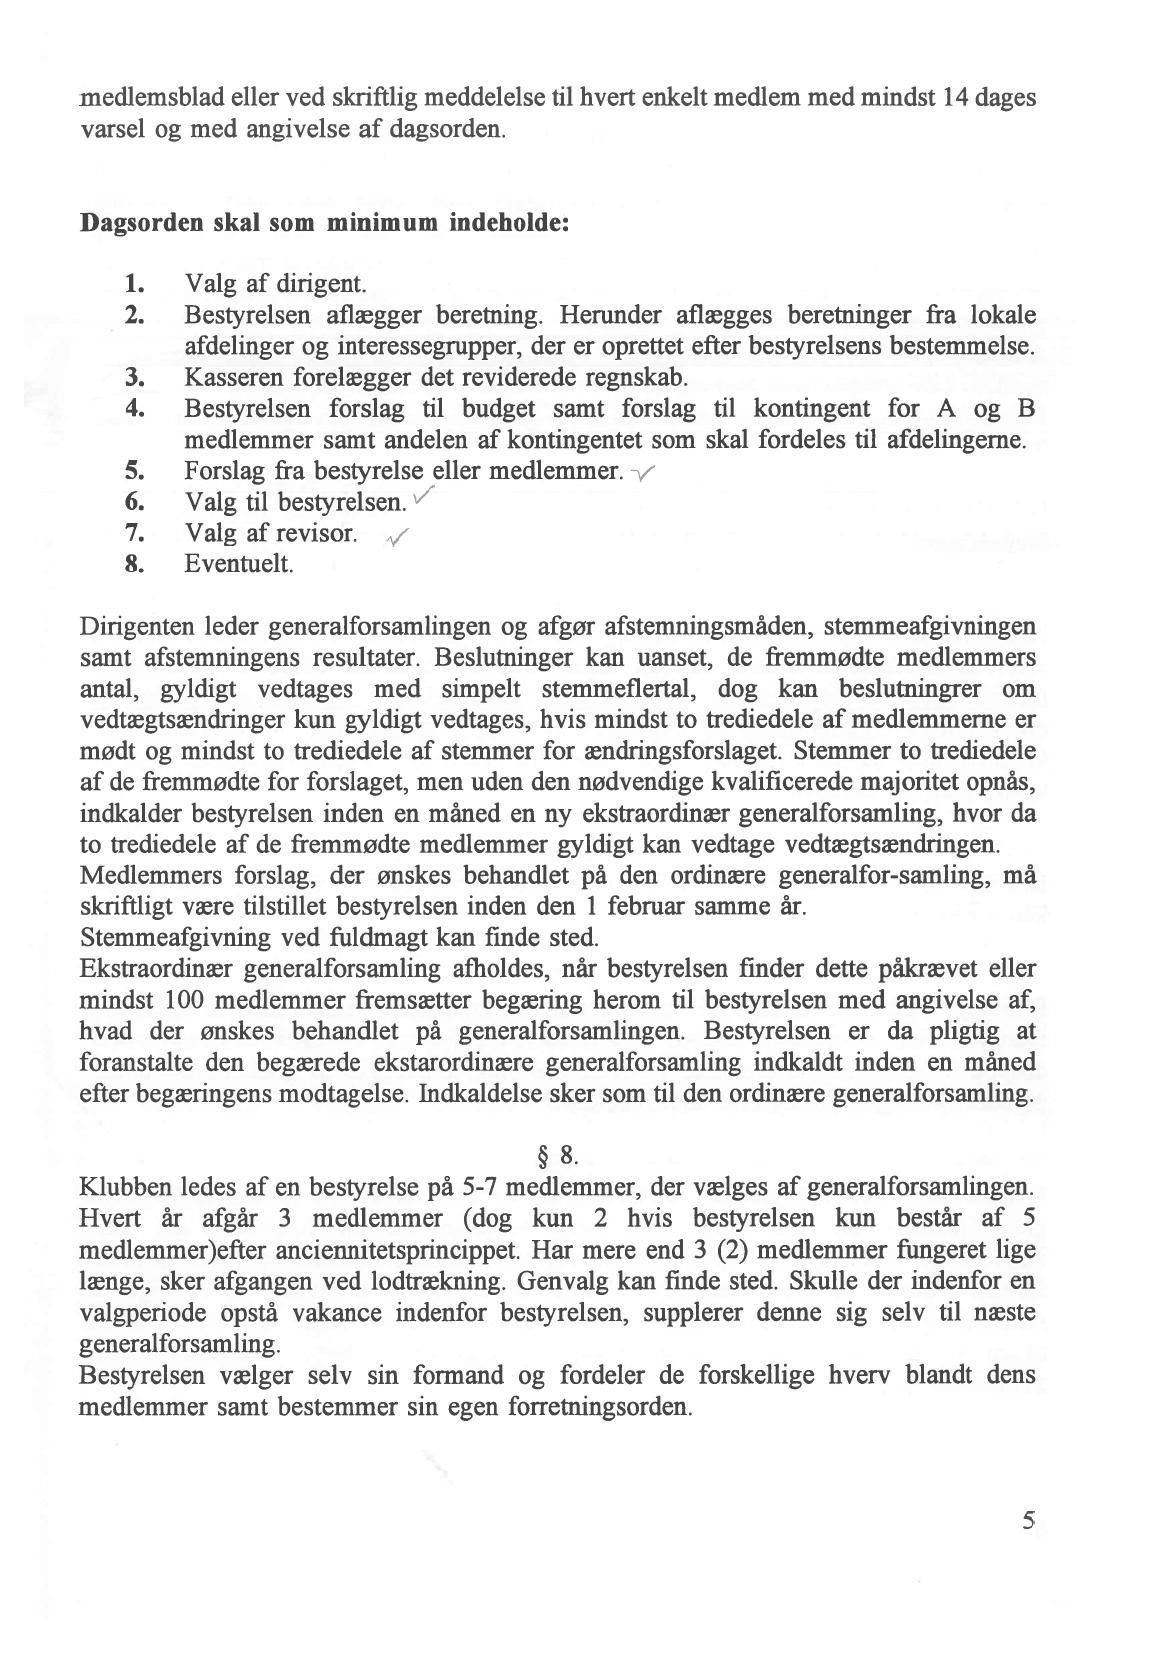 medlemsblad eller ved skriftlig meddelelse til hvert enkelt medlem med mindst 14 dages
varsel og med angivelse af dagsorden.
Dagsorden skal som minimum indeholde:
1. Valg af dirigent.
2. Bestyrelsen aflægger beretning. Herunder aflægges beretninger fra lokale
afdelinger og interessegrupper, der er oprettet efter bestyrelsens bestemmelse.
3. Kasseren forelægger det reviderede regnskab.
4. Bestyrelsen forslag til budget samt forslag til kontingent for A og B
medlemmer samt andelen af kontingentet som skal fordeles til afdelingerne.
5. Forslag fra bestyrelse eller medlemmer. ✓
6. Valg til bestyrelsen. ✓
7. Valg af revisor. ✓
8. Eventuelt.
Dirigenten leder generalforsamlingen og afgør afstemningsmåden, stemmeafgivningen
samt afstemningens resultater. Beslutninger kan uanset, de fremmødte medlemmers
antal, gyldigt vedtages med simpelt stemmeflertal, dog kan beslutningrer om
vedtægtsændringer kun gyldigt vedtages, hvis mindst to trediedele af medlemmerne er
mødt og mindst to trediedele af stemmer for ændringsforslaget. Stemmer to trediedele
af de fremmødte for forslaget, men uden den nødvendige kvalificerede majoritet opnås,
indkalder bestyrelsen inden en måned en ny ekstraordinær generalforsamling, hvor da
to trediedele af de fremmødte medlemmer gyldigt kan vedtage vedtægtsændringen.
Medlemmers forslag, der ønskes behandlet på den ordinære generalfor-samling, må
skriftligt være tilstillet bestyrelsen inden den 1 februar samme år.
Stemmeafgivning ved fuldmagt kan finde sted.
Ekstraordinær generalforsamling afholdes, når bestyrelsen finder dette påkrævet eller
mindst 100 medlemmer fremsætter begæring herom til bestyrelsen med angivelse af,
hvad der ønskes behandlet på generalforsamlingen. Bestyrelsen er da pligtig at
foranstalte den begærede ekstarordinære generalforsamling indkaldt inden en måned
efter begæringens modtagelse. Indkaldelse sker som til den ordinære generalforsamling.
§ 8.
Klubben ledes af en bestyrelse på 5-7 medlemmer, der vælges af generalforsamlingen.
Hvert år afgår 3 medlemmer (dog kun 2 hvis bestyrelsen kun består af 5
medlemmer)efter anciennitetsprincippet. Har mere end 3 (2) medlemmer fungeret lige
længe, sker afgangen ved lodtrækning. Genvalg kan finde sted. Skulle der indenfor en
valgperiode opstå vakance indenfor bestyrelsen, supplerer denne sig selv til næste
generalforsamling.
Bestyrelsen vælger selv sin formand og fordeler de forskellige hverv blandt dens
medlemmer samt bestemmer sin egen forretningsorden.
5